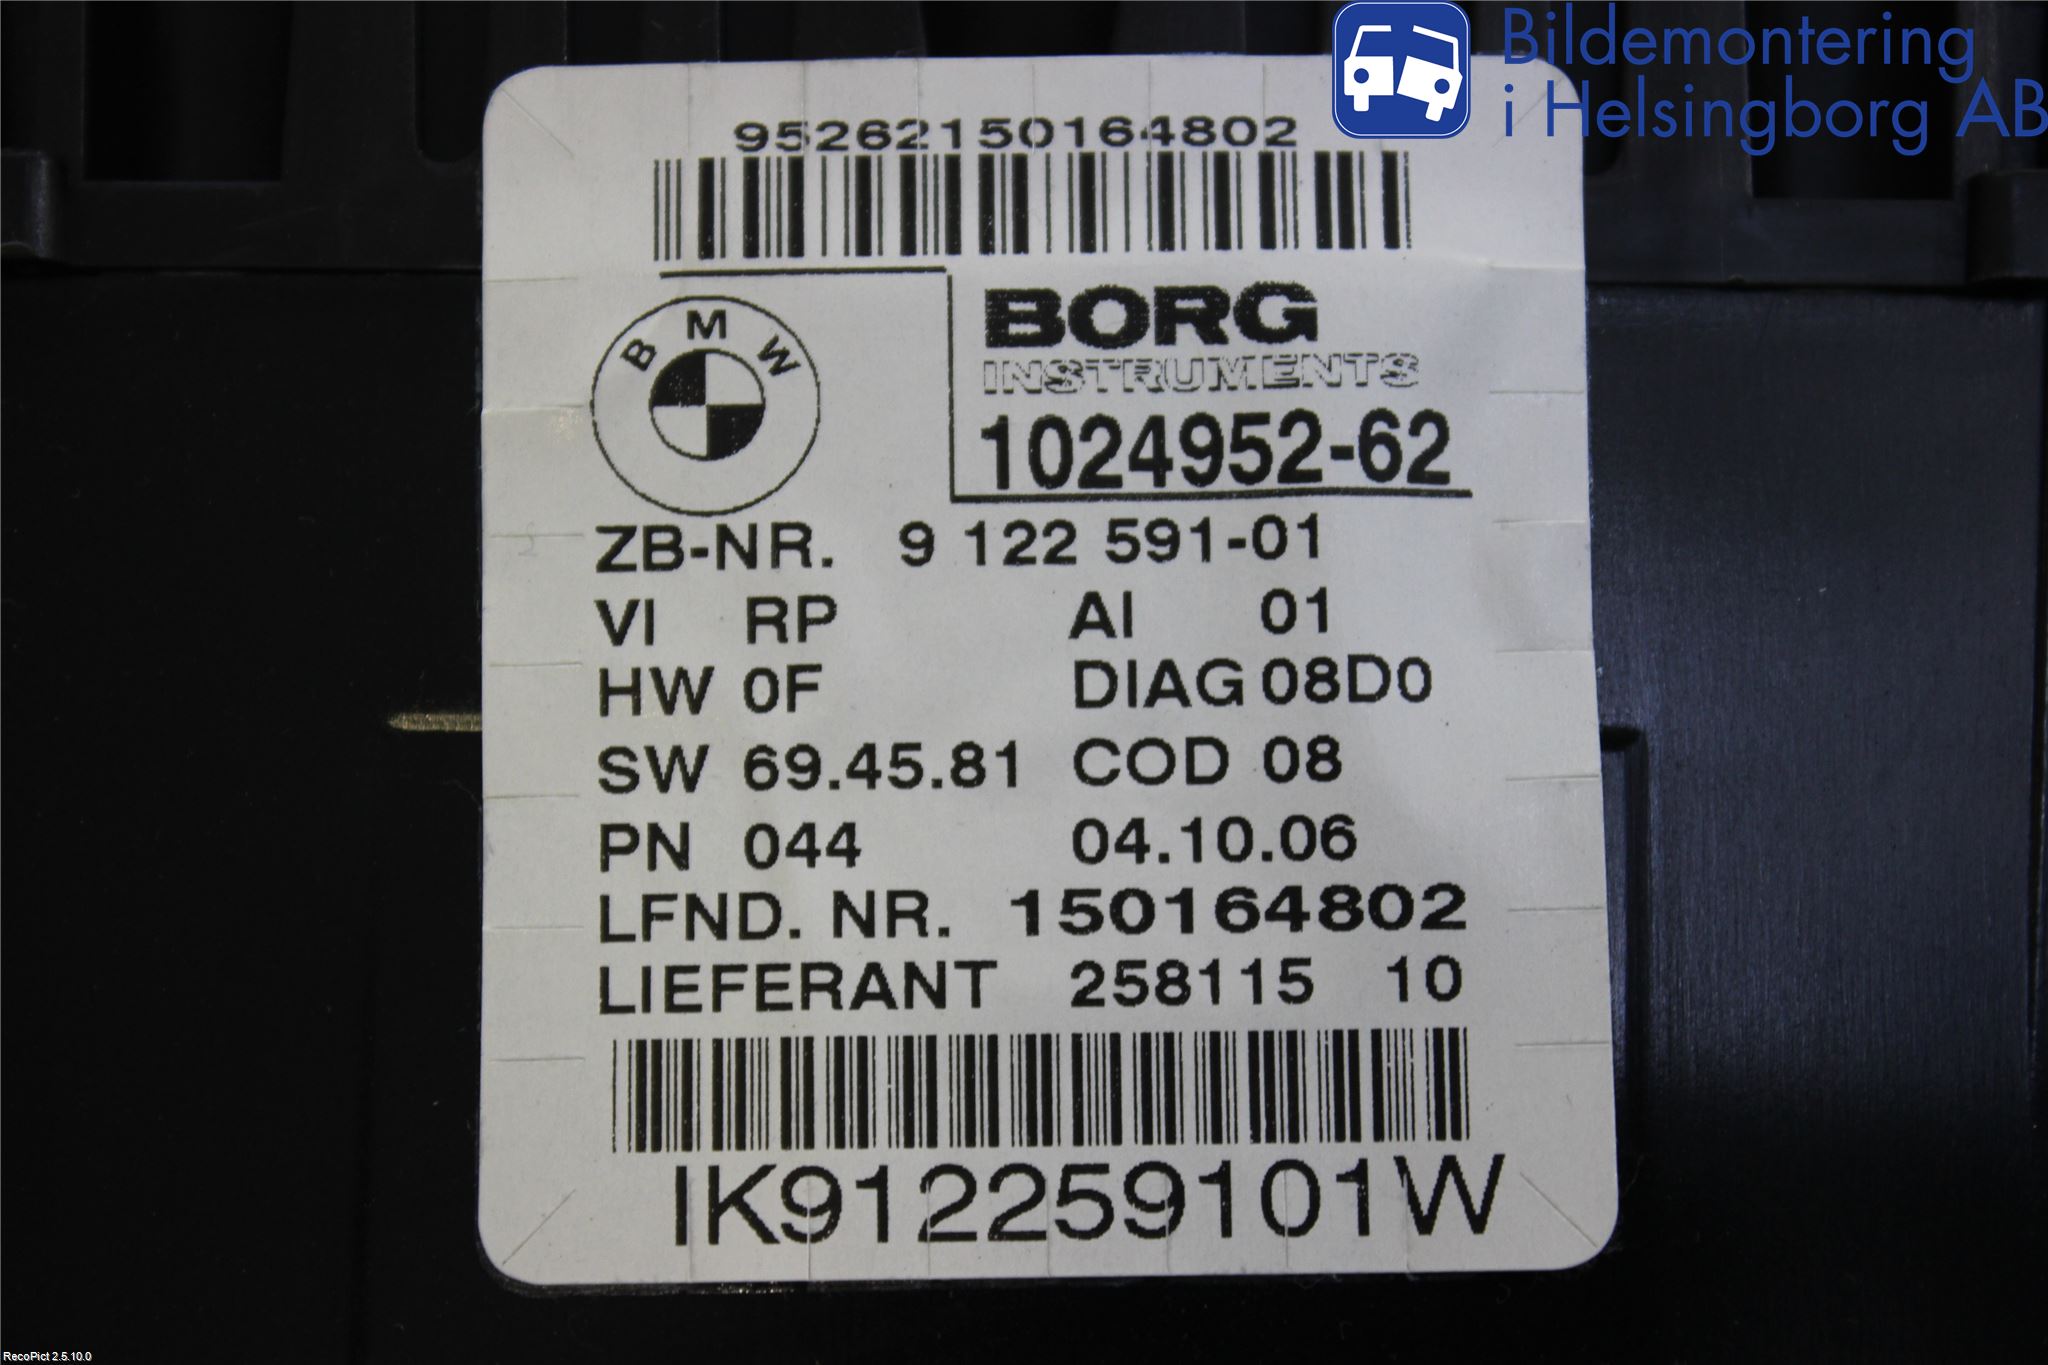 Bildemontering
i Helsingborg AB
95262150164802
BMW
BORG
INSTRUMENTS
1024952-62
ZB-NR. 9 122 591-01
VI RP AI 01
HW 0F DIAG 08D0
SW 69.45.81 COD 08
PN 044 04.10.06
LFND. NR. 150164802
LIEFERANT 258115 10
IK912259101W
RecoPict 2.5.10.0